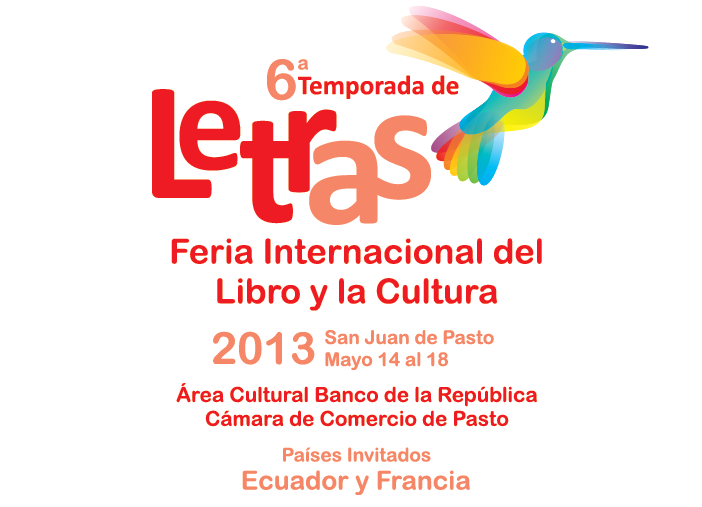 6ª Temporada de
Letras
Feria Internacional del
Libro y la Cultura
2013 San Juan de Pasto
Mayo 14 al 18
Área Cultural Banco de la República
Cámara de Comercio de Pasto
Países Invitados
Ecuador y Francia